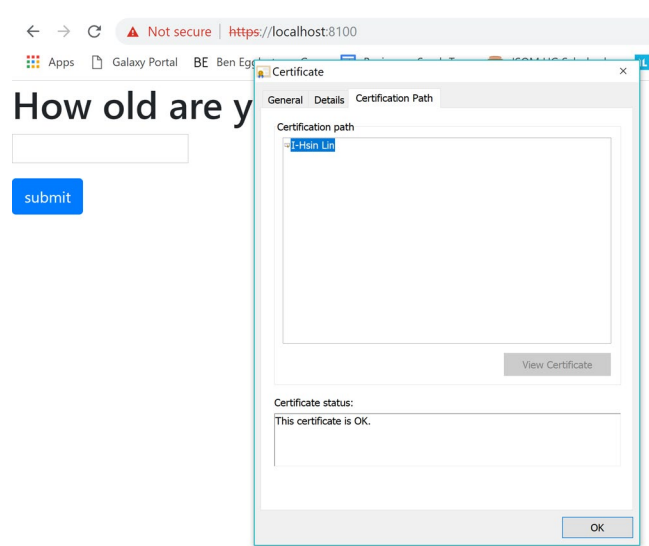 Not secure | https://localhost:8100
Apps Galaxy Portal BE Ben
Certificate
How old are y
General Details Certification Path
Certification path
I-Hsin Lin
submit
View Certificate
Certificate status:
This certificate is OK.
OK